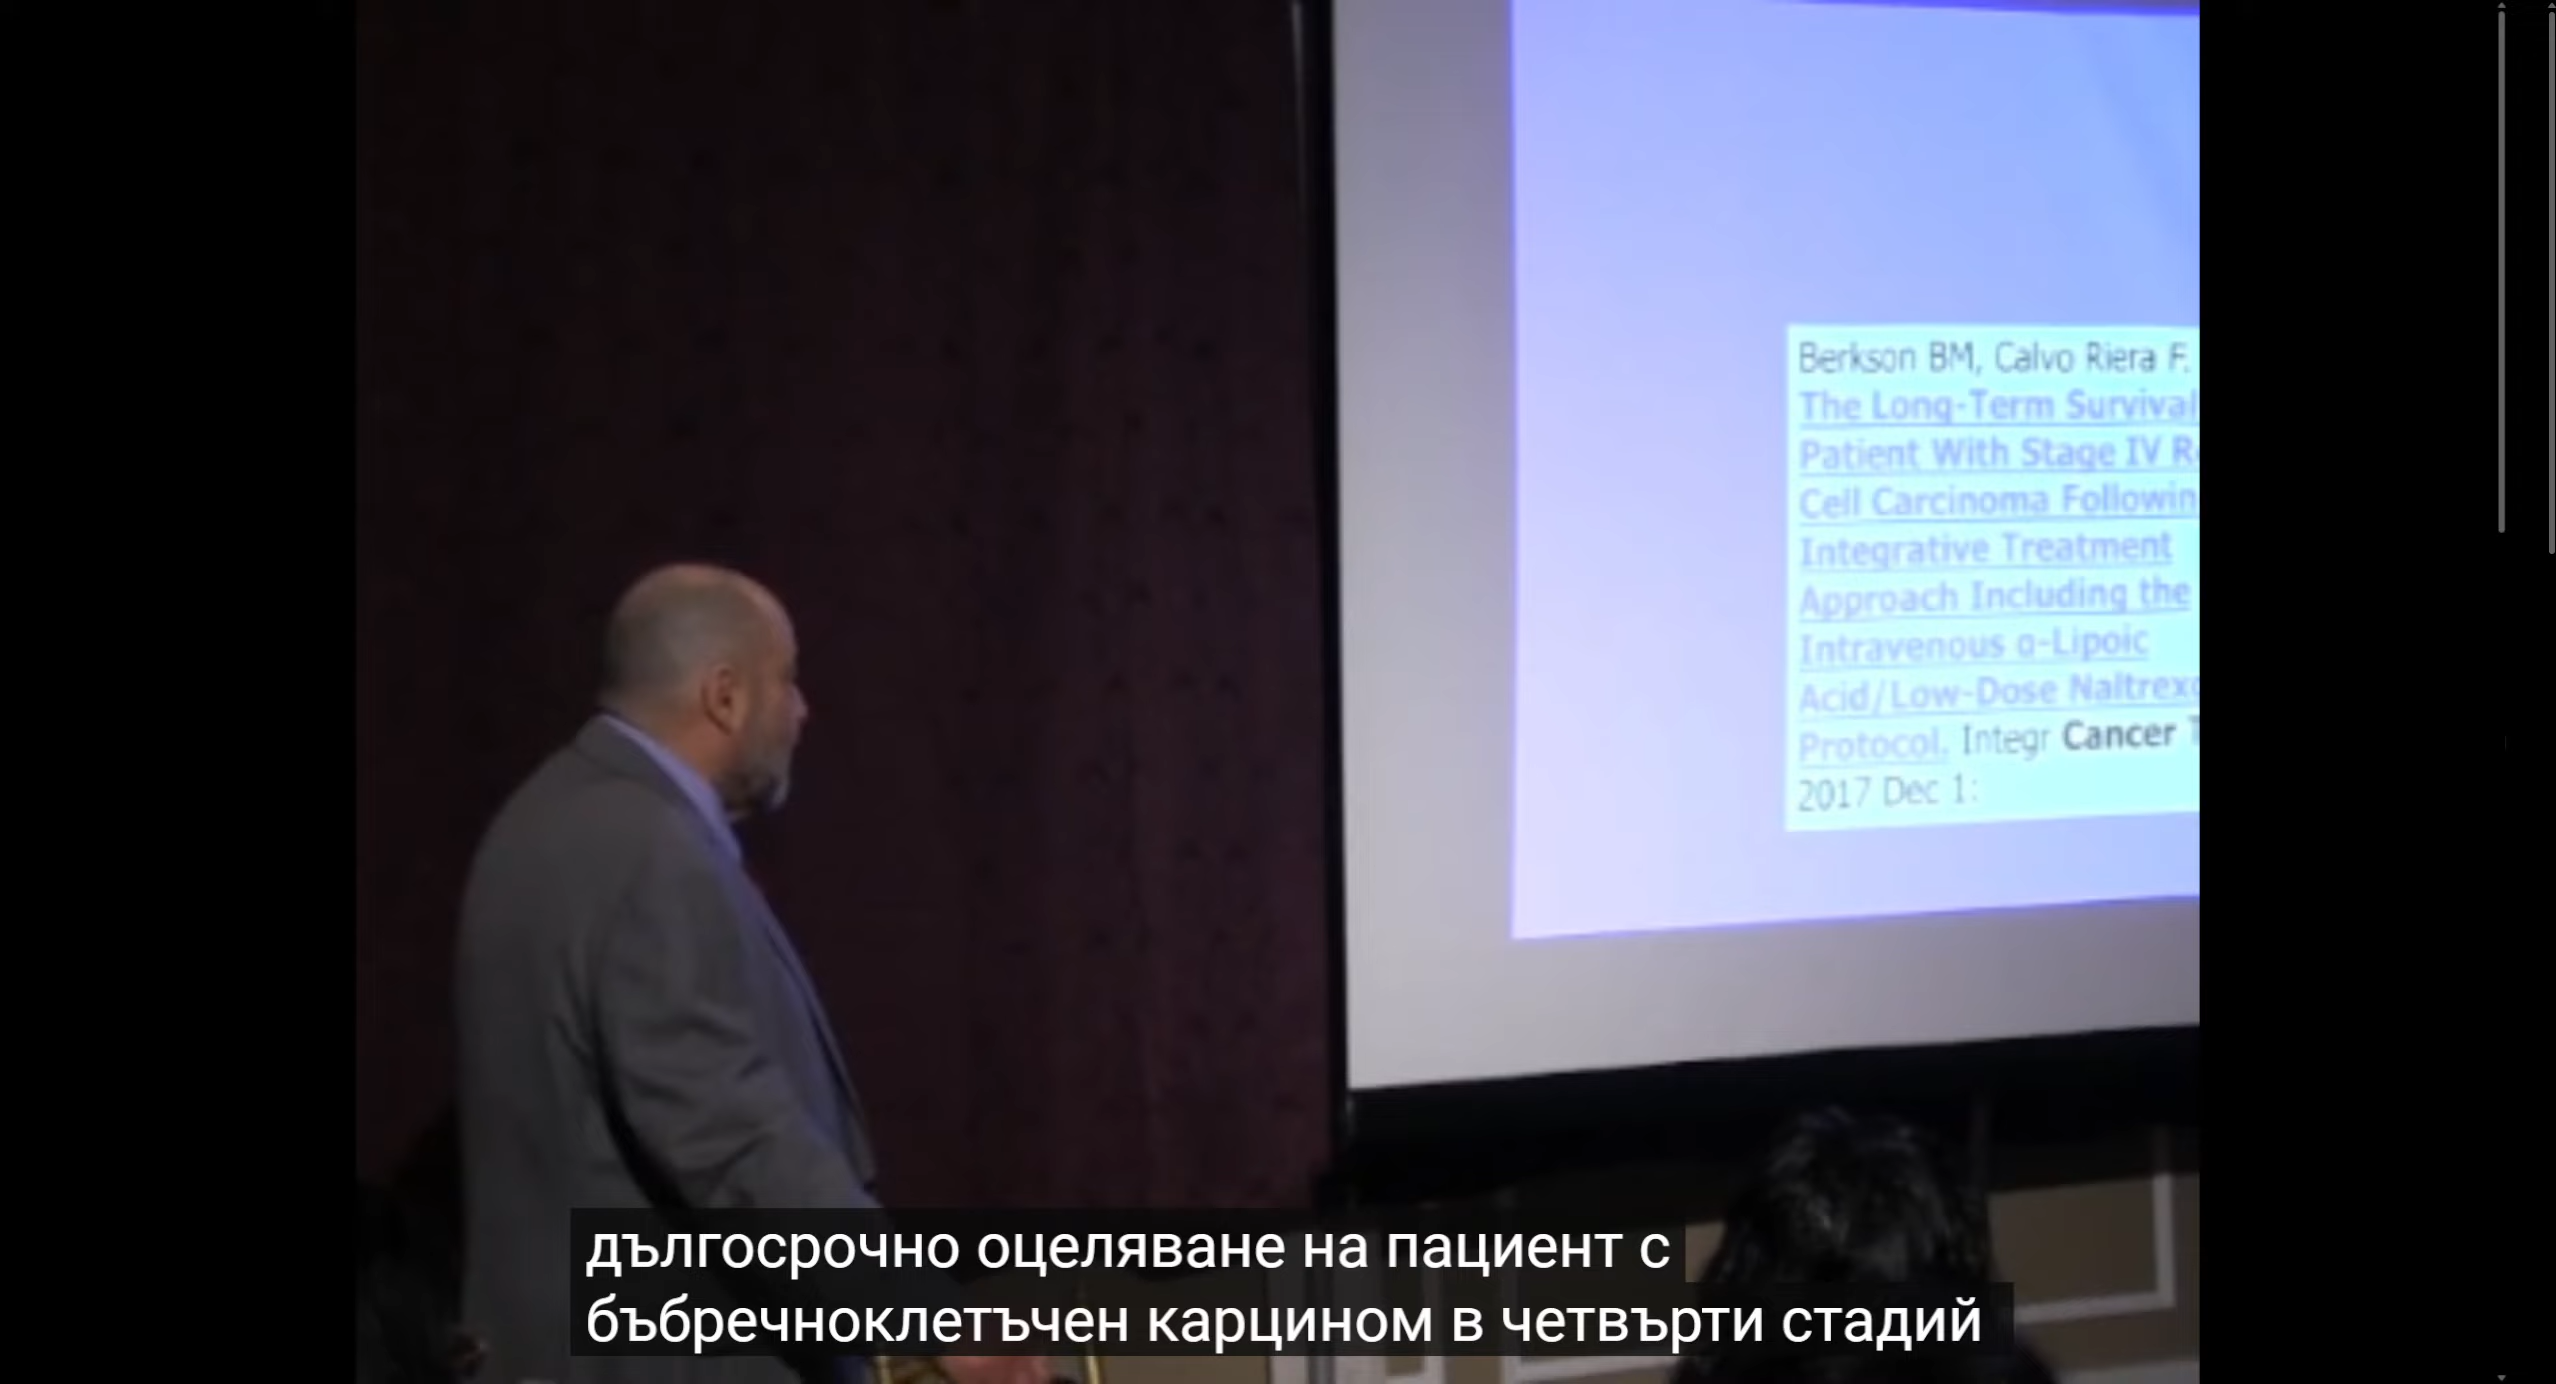 Berkson BM, Calvo Riera F.
The Long-Term Survival
Patient With Stage IV
Cell Carcinoma
Integrative Treatment
Approach Including the
Intravenous α-Lipoic
Acid/Low-Dose
Protocol. Integr Cancer
2017 Dec 1:
дългосрочно оцеляване на пациент с
бъбречноклетъчен карцином в четвърти стадий